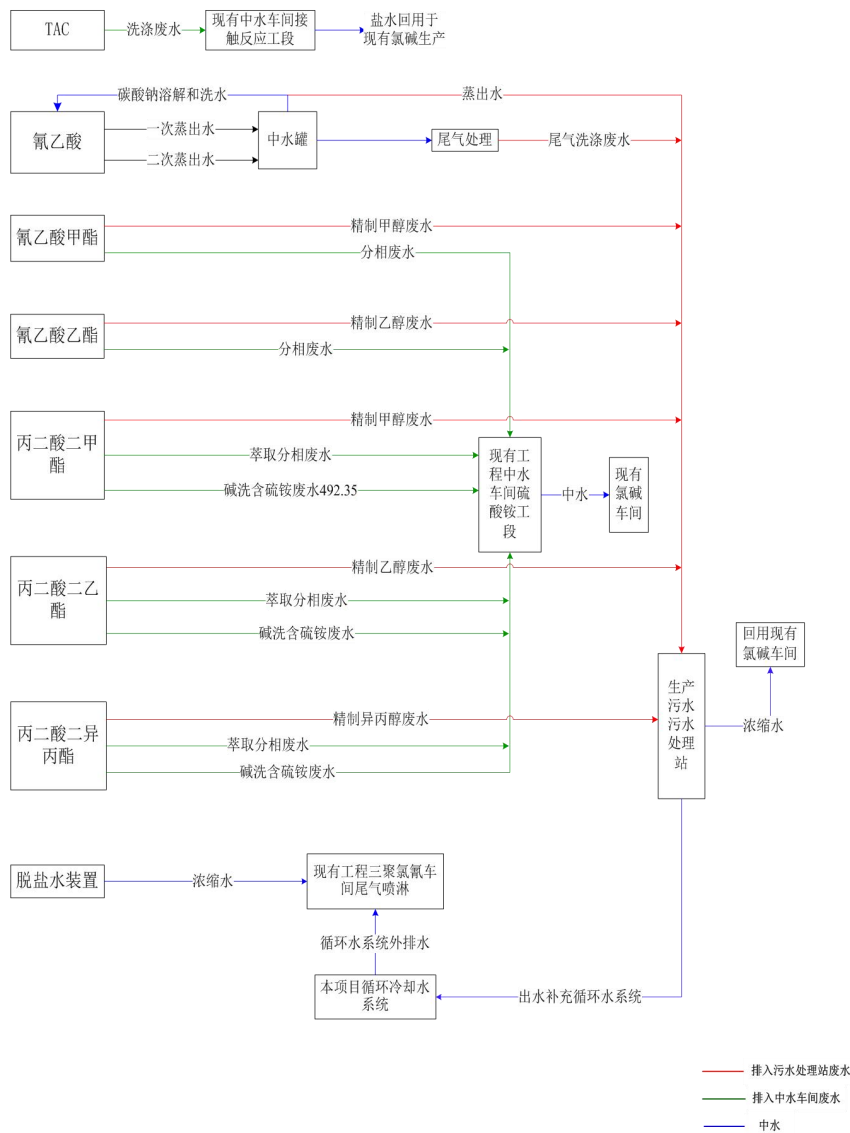 TAC
洗涤废水
现有中水车间接
触反应工段
盐水回用于
现有氯碱生产
碳酸钠溶解和洗水
蒸出水
氰乙酸
一次蒸出水
二次蒸出水
中水罐
尾气处理
尾气洗涤废水
氰乙酸甲酯
精制甲醇废水
分相废水
氰乙酸乙酯
精制乙醇废水
分相废水
丙二酸二甲
酯
精制甲醇废水
萃取分相废水
碱洗含硫铵废水492.35
现有工
程中水
车间硫
酸铵工
段
中水
现有
氯碱
车间
丙二酸二乙
酯
精制乙醇废水
萃取分相废水
碱洗含硫铵废水
回用现有
氯碱车间
丙二酸二异
丙酯
精制异丙醇废水
萃取分相废水
碱洗含硫铵废水
生产
污水
污水
处理
站
浓缩水
脱盐水装置
浓缩水
现有工程三聚氯氰车
间尾气喷淋
循环水系统外排水
本项目循环冷却水
系统
出水补充循环水系统
排入污水处理站废水
排入中水车间废水
中水